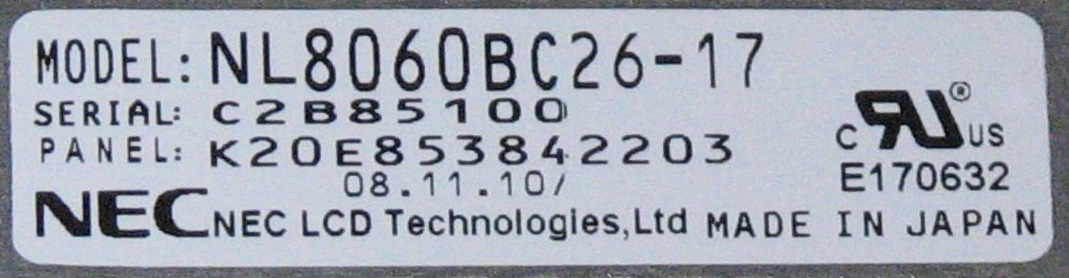 MODEL: NL8060BC26-17
SERIAL: C2B85100
PANEL: K20E853842203
08.11.10/
NEC NEC LCD Technologies,Ltd MADE IN JAPAN
C RU ® US
E170632